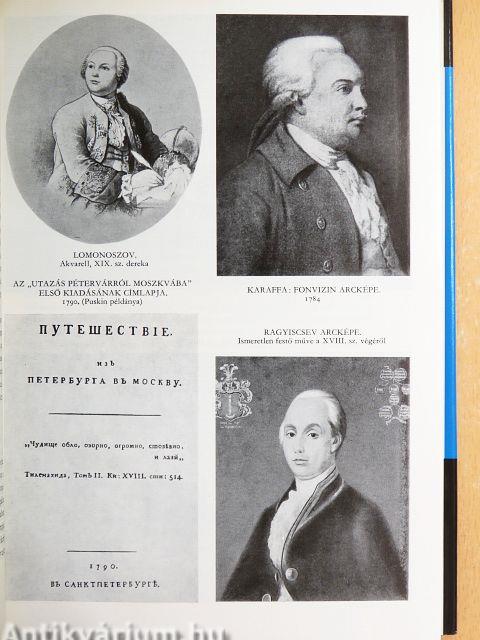 LOMONOSZOV.
Akvarell, XIX. sz. dereka
AZ „UTAZÁS PÉTERVÁRRÓL MOSZKVÁBA”
ELSŐ KIADÁSÁNAK CÍMLAPJA.
1790. (Puskin példánya)
KARAFFA: FONVIZIN ARCKÉPE.
1784
RAGYISCSEV ARCKÉPE.
Ismeretlen festő műve a XVIII. sz. végéről
ПУТЕШЕСТВІЕ.
изЪ
ПЕТЕРБУРГА ВЪ МОСКВУ.
„Чудище обло, озорно, огромно, стозѣвно,
и лаяй„
Тилемахида, ТомЪ II. Кн: XVIII. стих: 514.
1790.
ВЪ САНКТПЕТЕРБУРГѢ.
Antikvárium.hu